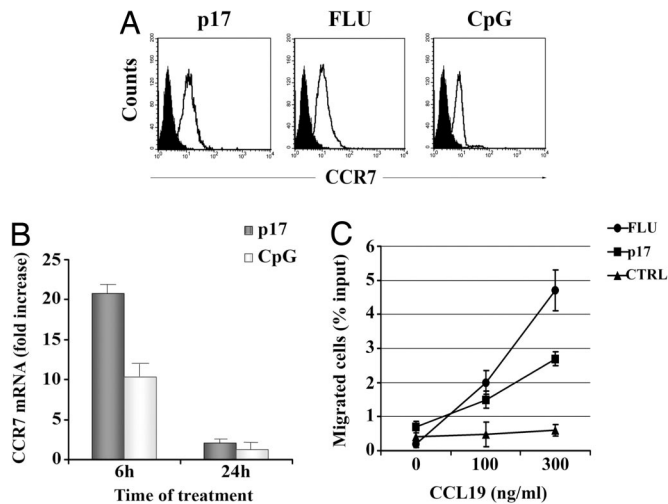 A
p17
FLU
CpG
Counts
CCR7
B
p17
CpG
CCR7 mRNA (fold increase)
25
20
15
10
5
0
6h
24h
Time of treatment
C
FLU
p17
CTRL
Migrated cells (% input)
6
5
4
3
2
1
0
0
100
300
CCL19 (ng/ml)